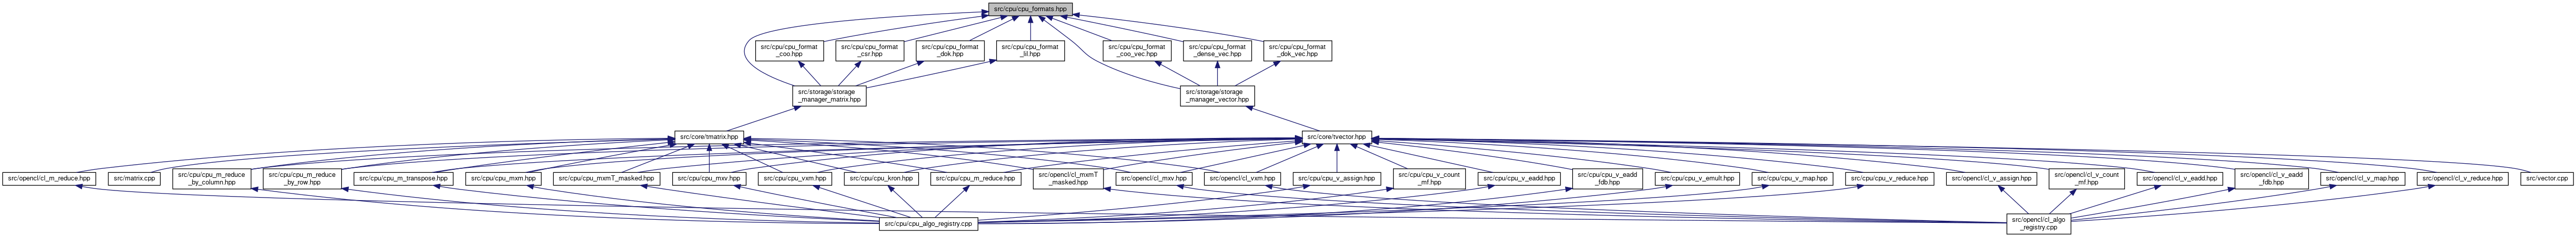 src/cpu/cpu_formats.hpp
src/cpu/cpu_format
_coo.hpp
src/cpu/cpu_format
_csr.hpp
src/cpu/cpu_format
_dok.hpp
src/cpu/cpu_format
_lil.hpp
src/cpu/cpu_format
_coo_vec.hpp
src/cpu/cpu_format
_dense_vec.hpp
src/cpu/cpu_format
_dok_vec.hpp
src/storage/storage
_manager_matrix.hpp
src/storage/storage
_manager_vector.hpp
src/core/tmatrix.hpp
src/core/tvector.hpp
src/opencl/cl_m_reduce.hpp
src/matrix.cpp
src/cpu/cpu_m_reduce
_by_column.hpp
src/cpu/cpu_m_reduce
_by_row.hpp
src/cpu/cpu_m_transpose.hpp
src/cpu/cpu_mxm.hpp
src/cpu/cpu_mxmT_masked.hpp
src/cpu/cpu_mxv.hpp
src/cpu/cpu_vxm.hpp
src/cpu/cpu_kron.hpp
src/cpu/cpu_m_reduce.hpp
src/opencl/cl_mxmT
_masked.hpp
src/opencl/cl_mxv.hpp
src/opencl/cl_vxm.hpp
src/cpu/cpu_v_assign.hpp
src/cpu/cpu_v_count
_mf.hpp
src/cpu/cpu_v_eadd.hpp
src/cpu/cpu_v_eadd
_fdb.hpp
src/cpu/cpu_v_emult.hpp
src/cpu/cpu_v_map.hpp
src/cpu/cpu_v_reduce.hpp
src/opencl/cl_v_assign.hpp
src/opencl/cl_v_count
_mf.hpp
src/opencl/cl_v_eadd.hpp
src/opencl/cl_v_eadd
_fdb.hpp
src/opencl/cl_v_map.hpp
src/opencl/cl_v_reduce.hpp
src/vector.cpp
src/cpu/cpu_algo_registry.cpp
src/opencl/cl_algo
_registry.cpp